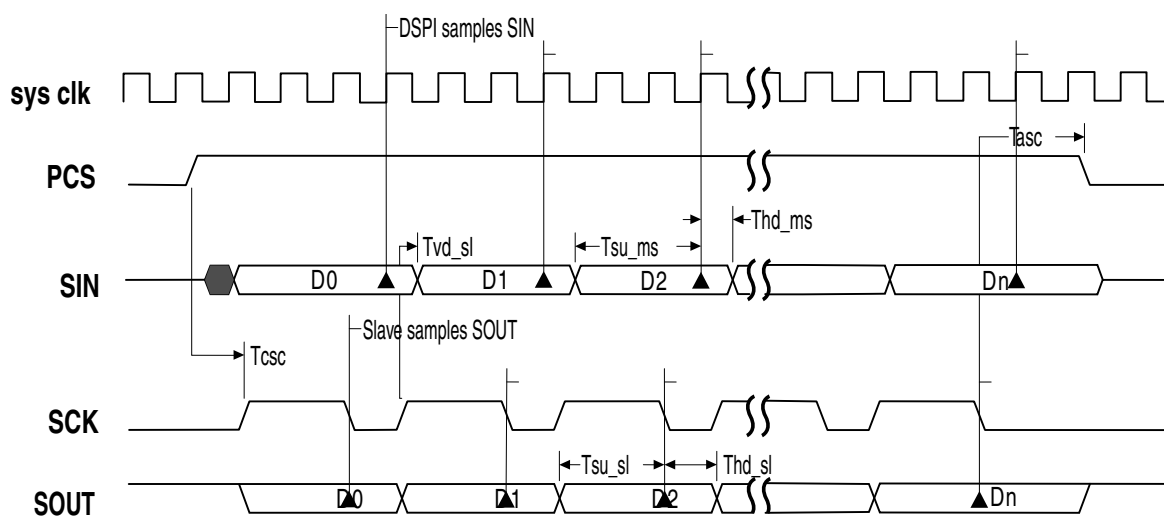 DSPI samples SIN
sys clk
Tasc
PCS
Thd_ms
Tvd_sl
Tsu_ms
SIN
D0
D1
D2
Dn
Slave samples SOUT
Tcsc
SCK
Tsu_sl
Thd_sl
SOUT
D0
D1
D2
Dn